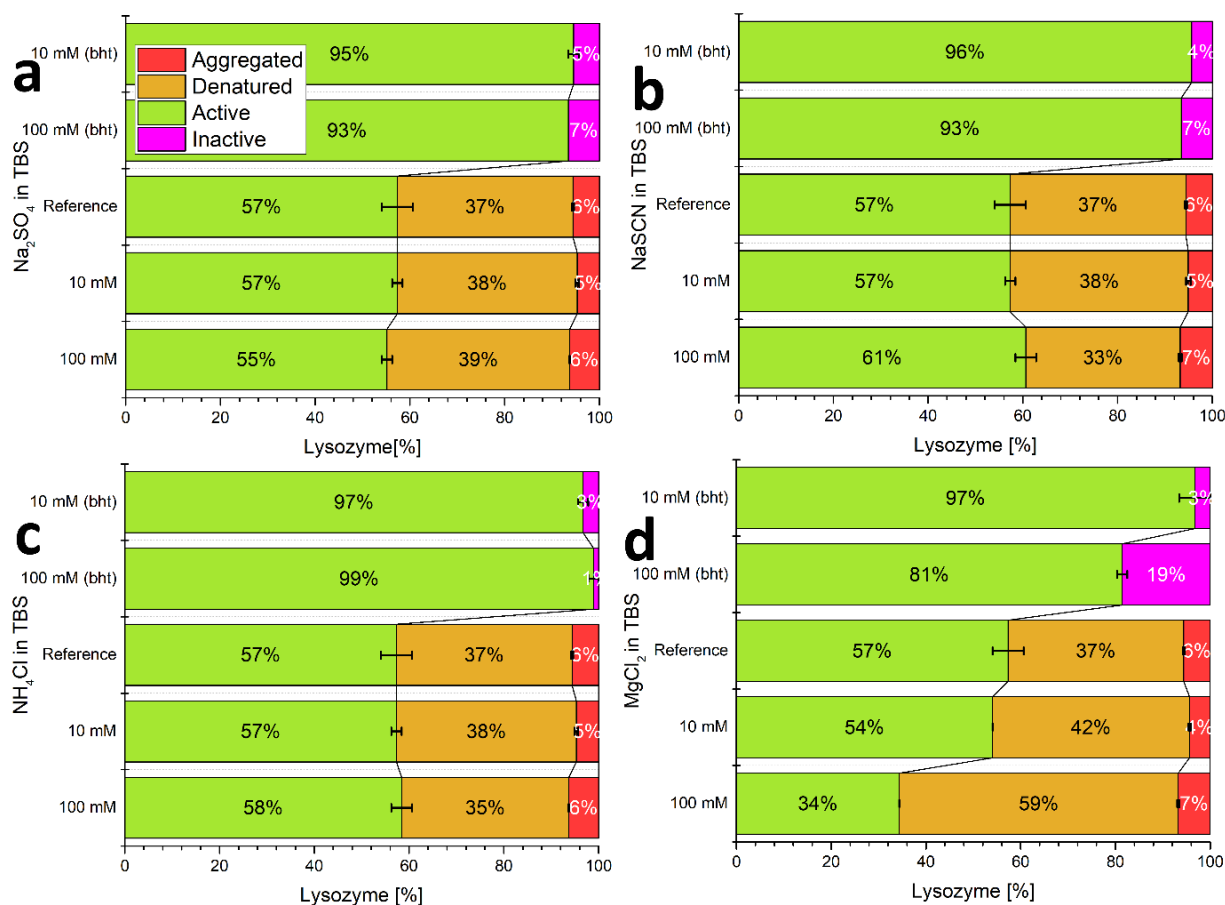 a
Na2SO4 in TBS
Aggregated
Denatured
Active
Inactive
10 mM (bht)
95%
5%
100 mM (bht)
93%
7%
Reference
57%
37%
6%
10 mM
57%
38%
5%
100 mM
55%
39%
6%
0 20 40 60 80 100
Lysozyme[%]
b
NaSCN in TBS
10 mM (bht)
96%
4%
100 mM (bht)
93%
7%
Reference
57%
37%
6%
10 mM
57%
38%
5%
100 mM
61%
33%
7%
0 20 40 60 80 100
Lysozyme [%]
c
NH4Cl in TBS
10 mM (bht)
97%
3%
100 mM (bht)
99%
1%
Reference
57%
37%
6%
10 mM
57%
38%
5%
100 mM
58%
35%
6%
0 20 40 60 80 100
Lysozyme [%]
d
MgCl2 in TBS
10 mM (bht)
97%
3%
100 mM (bht)
81%
19%
Reference
57%
37%
6%
10 mM
54%
42%
4%
100 mM
34%
59%
7%
0 20 40 60 80 100
Lysozyme [%]